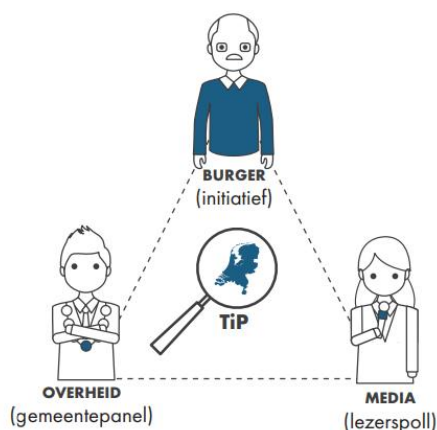 BURGER
(initiatief)
TiP
OVERHEID
(gemeentepanel)
MEDIA
(lezerspoll)